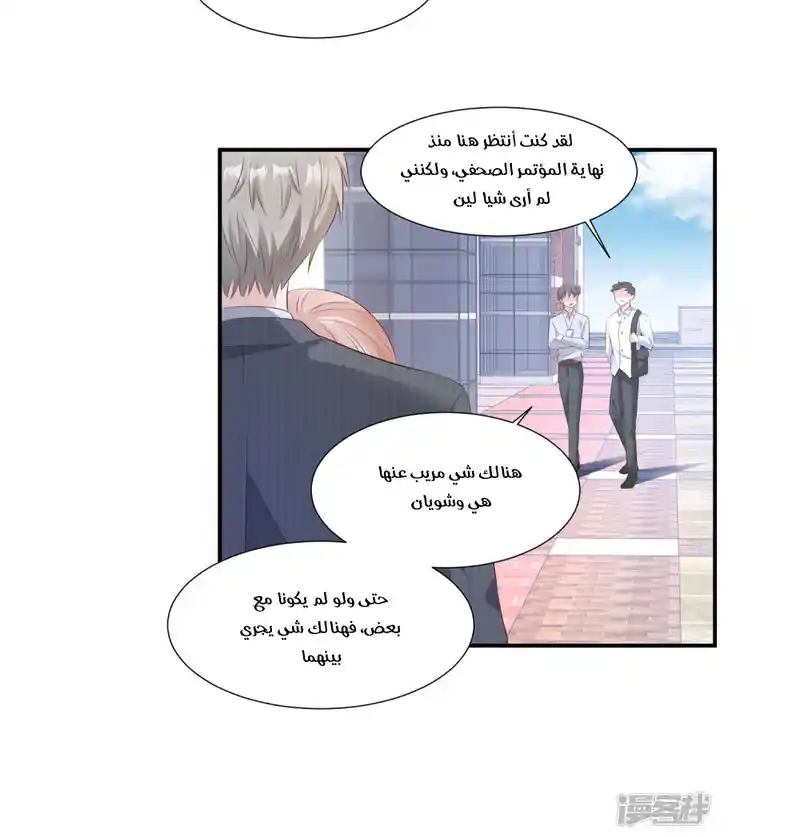 لقد كنت أنتظر هنا منذ
نهاية المؤتمر الصحفي، ولكنني
لم أرى شيا لين
هنالك شي مريب عنها
هي وشويان
حتى ولو لم يكونا مع
بعض، فهنالك شي يجري
بينهما
漫客栈